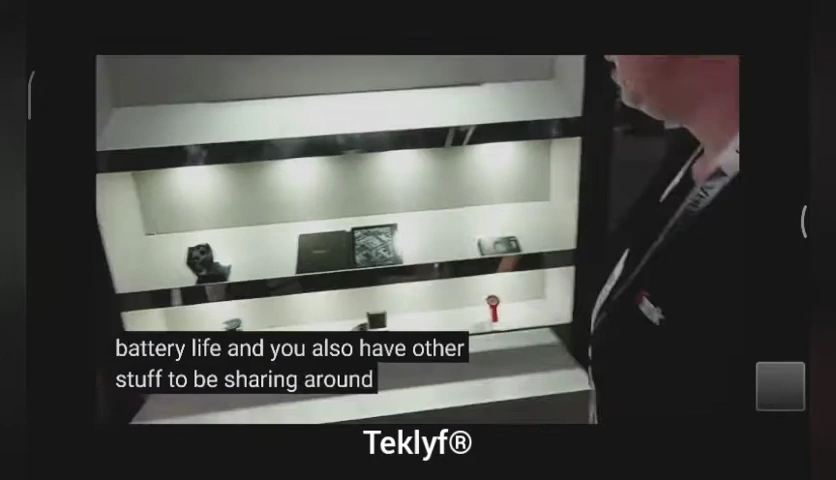 battery life and you also have other
stuff to be sharing around
Teklyf®